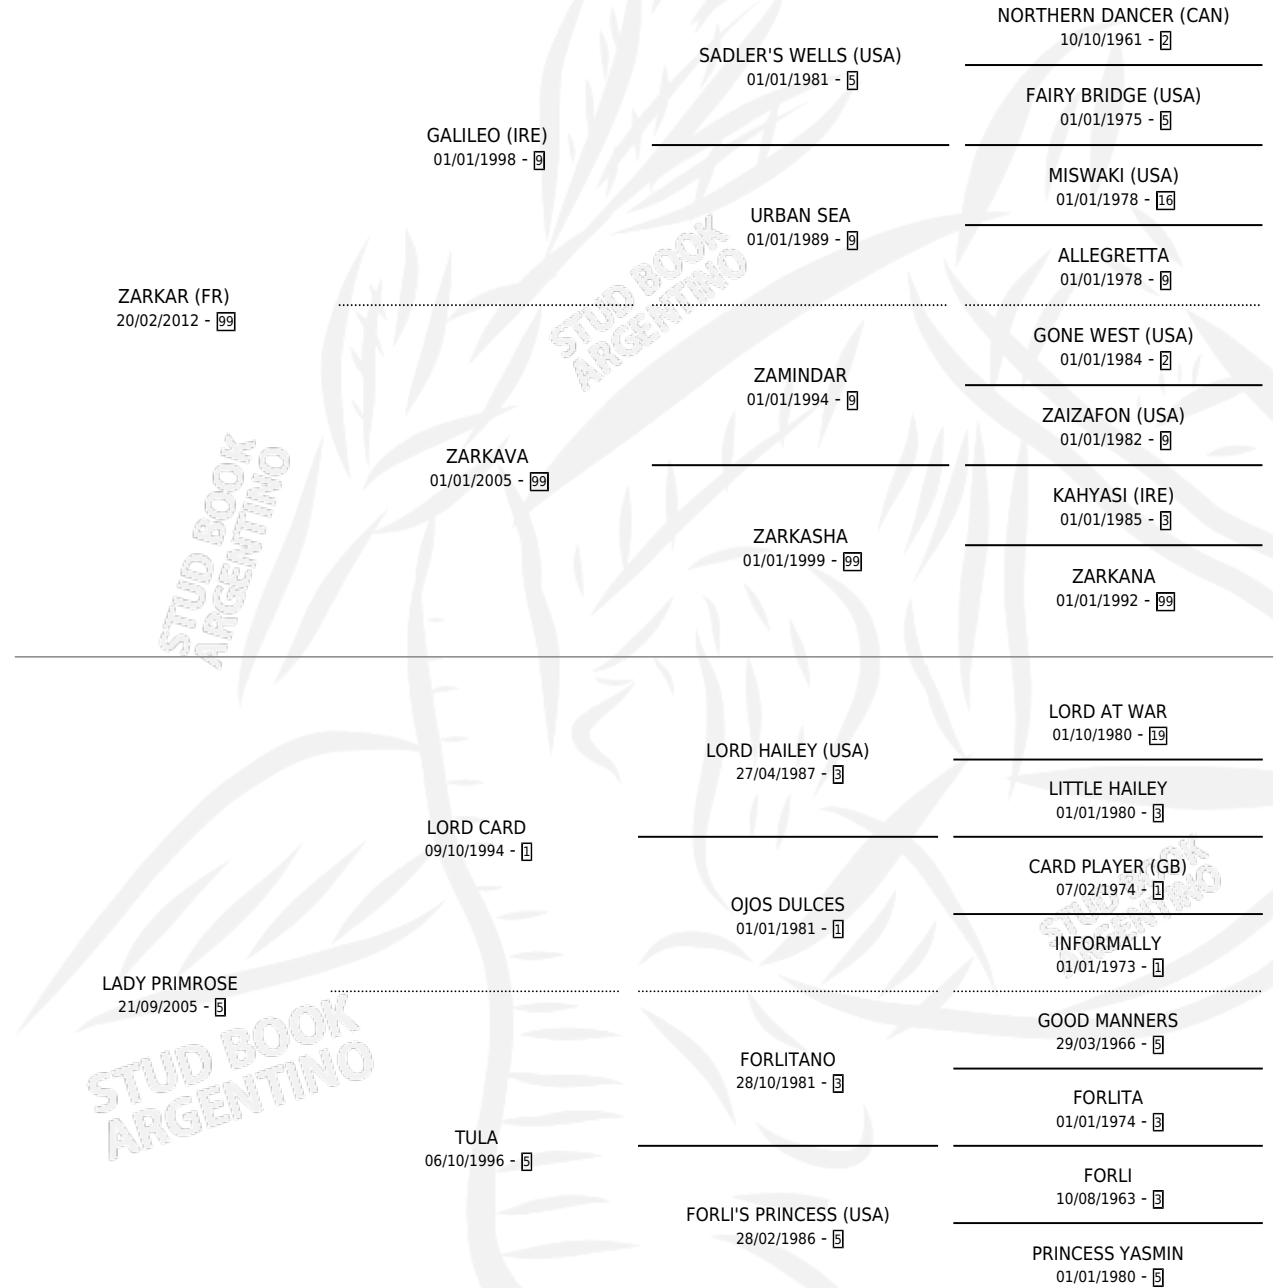 NORTHERN DANCER (CAN)
10/10/1961 - 2
SADLER'S WELLS (USA)
01/01/1981 - 5
FAIRY BRIDGE (USA)
01/01/1975 - 5
GALILEO (IRE)
01/01/1998 - 9
MISWAKI (USA)
01/01/1978 - 16
URBAN SEA
01/01/1989 - 9
ALLEGRETTA
01/01/1978 - 9
ZARKAR (FR)
20/02/2012 - 99
GONE WEST (USA)
01/01/1984 - 2
ZAMINDAR
01/01/1994 - 9
ZAIZAFON (USA)
01/01/1982 - 9
ZARKAVA
01/01/2005 - 99
KAHYASI (IRE)
01/01/1985 - 3
ZARKASHA
01/01/1999 - 99
ZARKANA
01/01/1992 - 99
LORD AT WAR
01/10/1980 - 19
LORD HAILEY (USA)
27/04/1987 - 3
LITTLE HAILEY
01/01/1980 - 3
LORD CARD
09/10/1994 - 1
CARD PLAYER (GB)
07/02/1974 - 1
OJOS DULCES
01/01/1981 - 1
INFORMALLY
01/01/1973 - 1
LADY PRIMROSE
21/09/2005 - 5
GOOD MANNERS
29/03/1966 - 5
FORLITANO
28/10/1981 - 3
FORLITA
01/01/1974 - 3
TULA
06/10/1996 - 5
FORLI
10/08/1963 - 3
FORLI'S PRINCESS (USA)
28/02/1986 - 5
PRINCESS YASMIN
01/01/1980 - 5
STUD BOOK
ARGENTINO
STUD BOOK
ARGENTINO
STUD BOOK
ARGENTINO
STUD BOOK
ARGENTINO